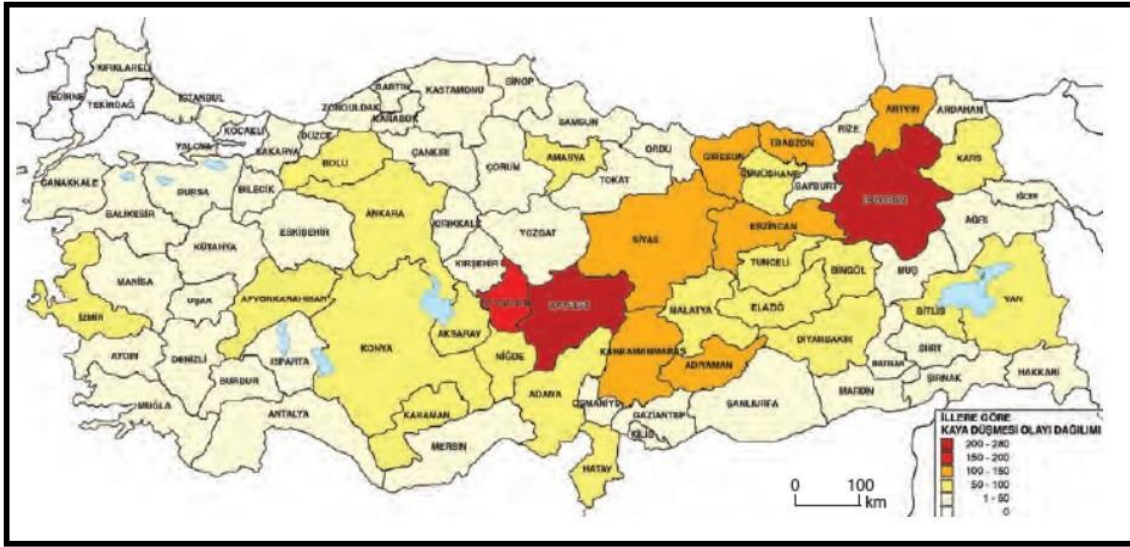 KIRKLARELİ
EDİRNE
TEKİRDAĞ
İSTANBUL
KOCAELİ
YALOVA
SAKARYA
DÜZCE
ZONGULDAK
BARTIN
KARABÜK
KASTAMONU
SİNOP
SAMSUN
ORDU
GİRESUN
TRABZON
RİZE
ARTVİN
ARDAHAN
KARS
IĞDIR
AĞRI
ERZURUM
BAYBURT
GÜMÜŞHANE
ERZİNCAN
TUNCELİ
BİNGÖL
MUŞ
BİTLİS
VAN
HAKKARİ
ŞIRNAK
SİİRT
BATMAN
MARDİN
DİYARBAKIR
ELAZIĞ
MALATYA
ADIYAMAN
ŞANLIURFA
GAZİANTEP
KİLİS
KAHRAMANMARAŞ
OSMANİYE
HATAY
ADANA
MERSİN
KARAMAN
NİĞDE
AKSARAY
KAYSERİ
SİVAS
TOKAT
AMASYA
ÇORUM
YOZGAT
KIRŞEHİR
KIRIKKALE
ÇANKIRI
ANKARA
BOLU
BİLECİK
BURSA
ÇANAKKALE
BALIKESİR
KÜTAHYA
ESKİŞEHİR
MANİSA
UŞAK
AFYONKARAHİSAR
İZMİR
AYDIN
DENİZLİ
ISPARTA
BURDUR
MUĞLA
ANTALYA
KONYA
0 100
km
İLLERE GÖRE
KAYA DÜŞMESİ OLAYI DAĞILIMI
200 - 280
150 - 200
100 - 150
50 - 100
1 - 50
0